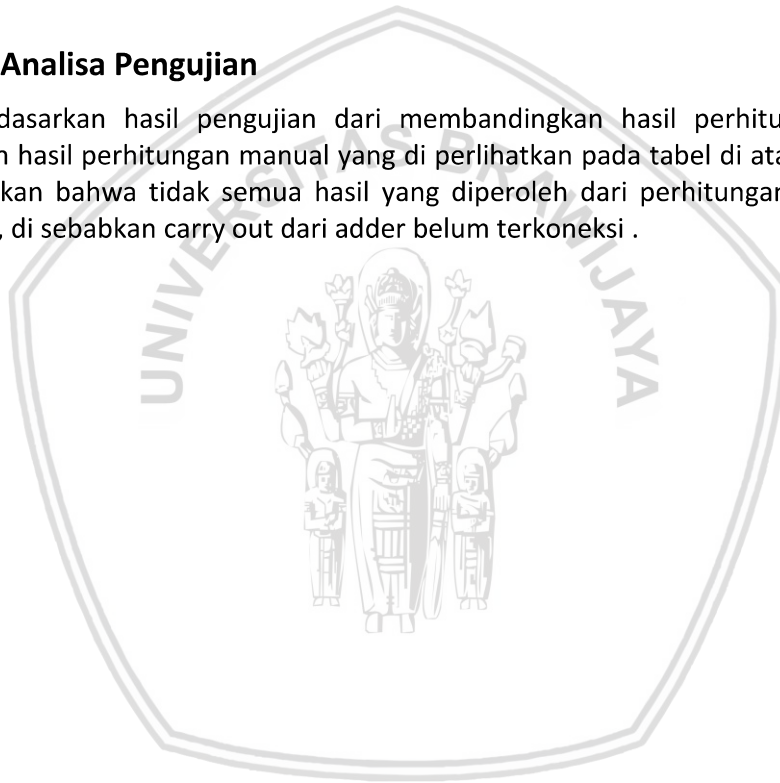 Analisa Pengujian
dasarkan hasil pengujian dari membandingkan hasil perhitu
n hasil perhitungan manual yang di perlihatkan pada tabel di ata
kan bahwa tidak semua hasil yang diperoleh dari perhitungan
, di sebabkan carry out dari adder belum terkoneksi .
UNIVERSITAS BRAWIJAYA